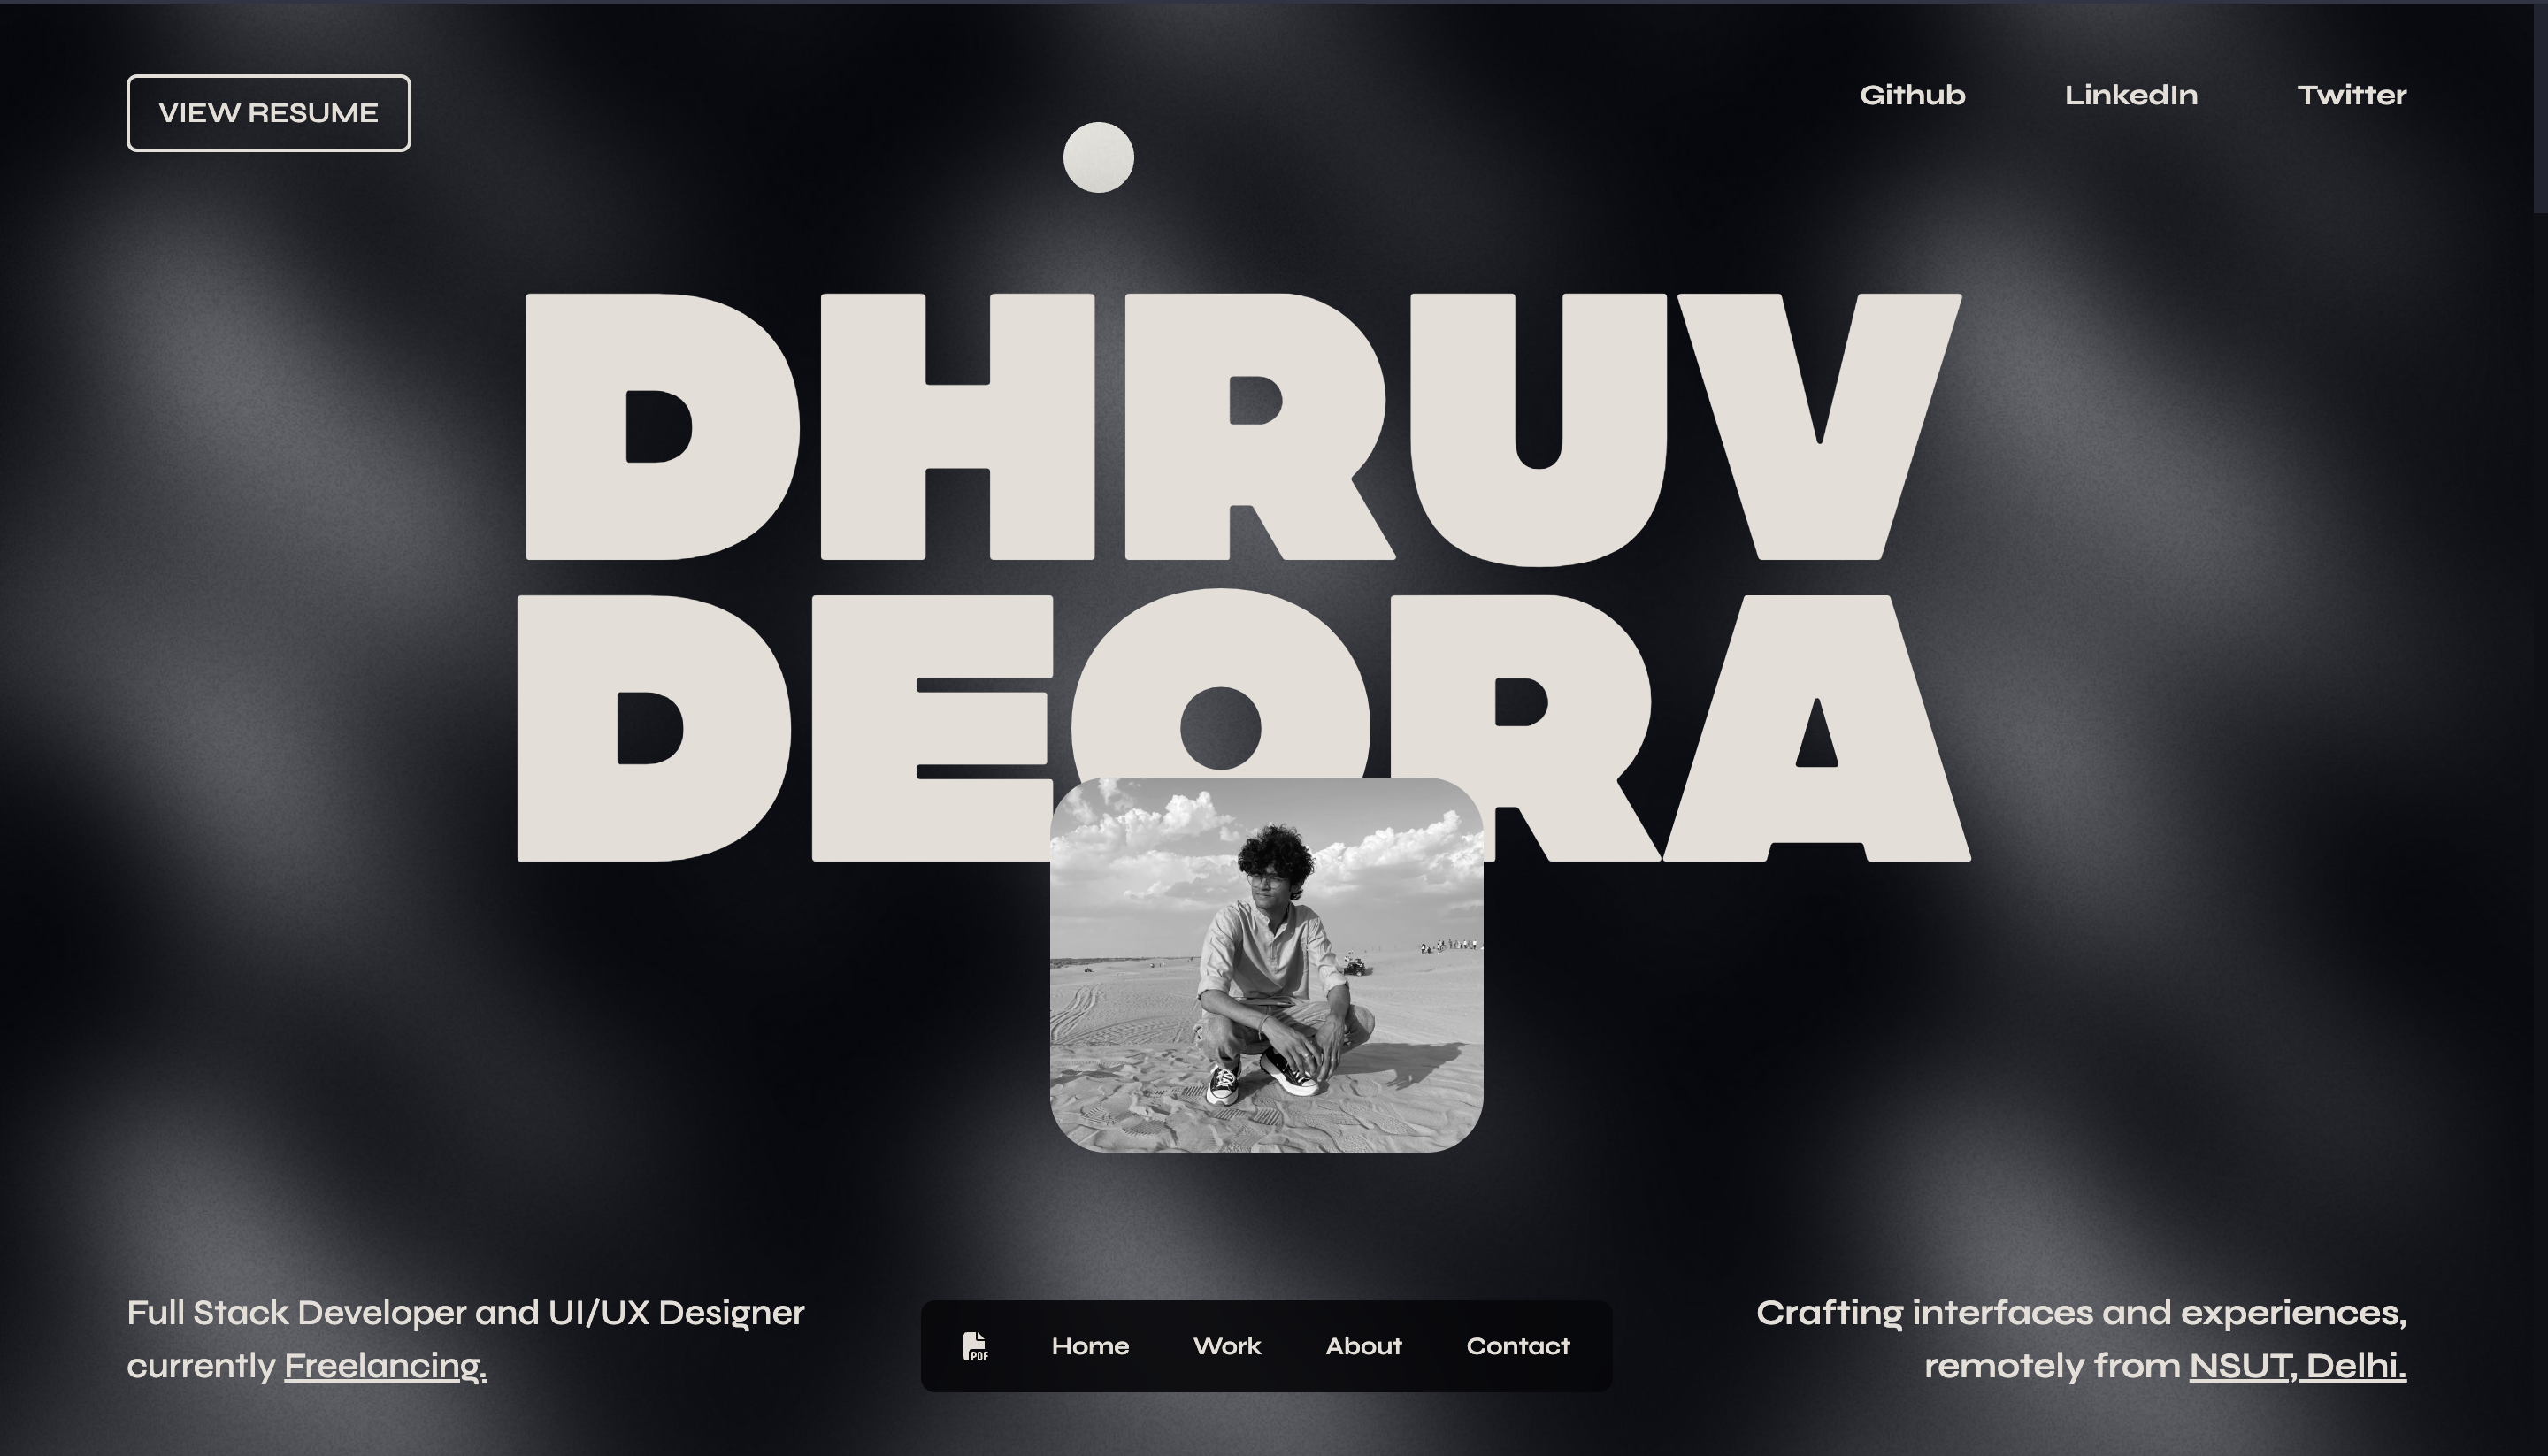 VIEW RESUME
Github LinkedIn Twitter
DHRUV
DEORA
Full Stack Developer and UI/UX Designer
currently Freelancing.
PDF Home Work About Contact
Crafting interfaces and experiences,
remotely from NSUT, Delhi.